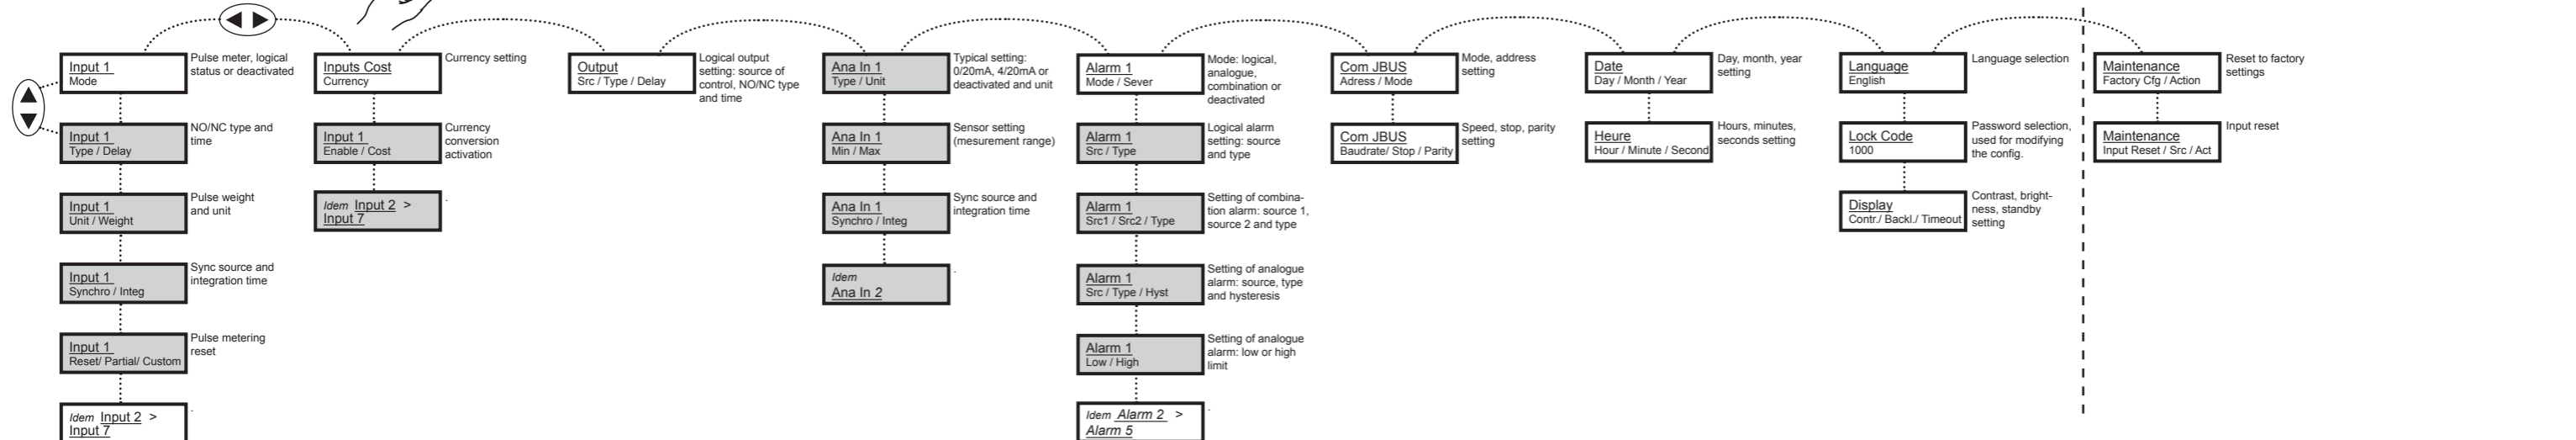 Input 1
Mode
Pulse meter, logical
status or deactivated
Input 1
Type / Delay
NO/NC type and
time
Input 1
Unit / Weight
Pulse weight
and unit
Input 1
Synchro / Integ
Sync source and
integration time
Input 1
Reset/ Partial/ Custom
Pulse metering
reset
Idem Input 2 >
Input 7
Inputs Cost
Currency
Currency setting
Input 1
Enable / Cost
Currency
conversion
activation
Idem Input 2 >
Input 7
Output
Src / Type / Delay
Logical output
setting: source of
control, NO/NC type
and time
Ana In 1
Type / Unit
Typical setting:
0/20mA, 4/20mA or
deactivated and unit
Ana In 1
Min / Max
Sensor setting
(mesurement range)
Ana In 1
Synchro / Integ
Sync source and
integration time
Idem
Ana In 2
Alarm 1
Mode / Sever
Mode: logical,
analogue,
combination or
deactivated
Alarm 1
Src / Type
Logical alarm
setting: source
and type
Alarm 1
Src1 / Src2 / Type
Setting of combina-
tion alarm: source 1,
source 2 and type
Alarm 1
Src / Type / Hyst
Setting of analogue
alarm: source, type
and hysteresis
Alarm 1
Low / High
Setting of analogue
alarm: low or high
limit
Idem Alarm 2 >
Alarm 5
Com JBUS
Adress / Mode
Mode, address
setting
Com JBUS
Baudrate/ Stop / Parity
Speed, stop, parity
setting
Date
Day / Month / Year
Day, month, year
setting
Heure
Hour / Minute / Second
Hours, minutes,
seconds setting
Language
English
Language selection
Lock Code
1000
Password selection,
used for modifying
the config.
Display
Contr./ Backl./ Timeout
Contrast, bright-
ness, standby
setting
Maintenance
Factory Cfg / Action
Reset to factory
settings
Maintenance
Input Reset / Src / Act
Input reset